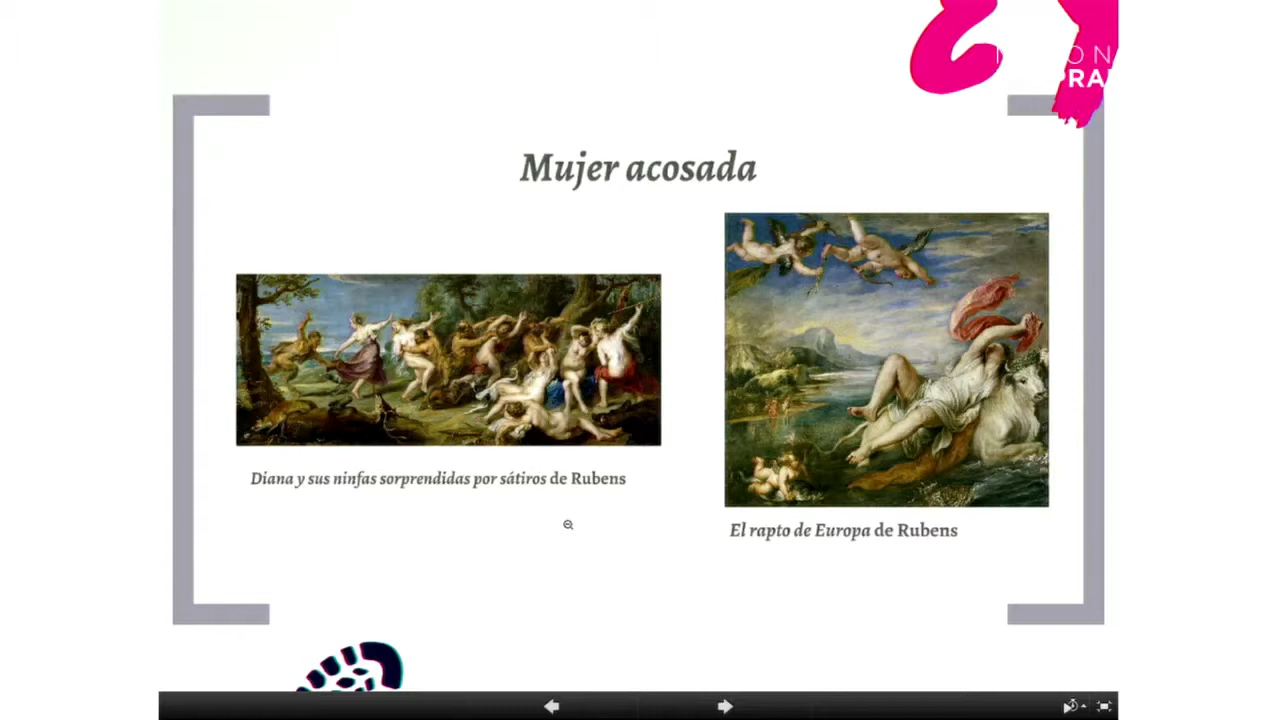 Mujer acosada
Diana y sus ninfas sorprendidas por sátiros de Rubens
El rapto de Europa de Rubens